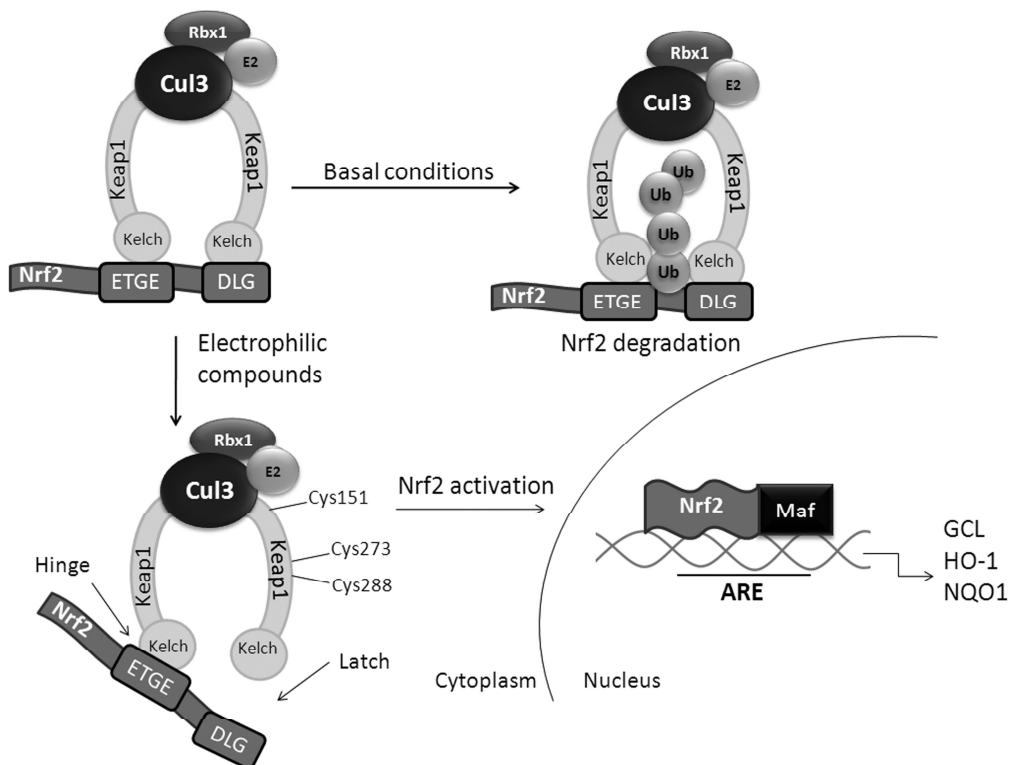 Rbx1
E2
Cul3
Keap1
Keap1
Kelch
Kelch
Nrf2
ETGE
DLG
Basal conditions
Rbx1
E2
Cul3
Keap1
Keap1
Ub
Ub
Ub
Ub
Kelch
Kelch
Nrf2
ETGE
DLG
Nrf2 degradation
Electrophilic
compounds
Rbx1
E2
Cul3
Cys151
Cys273
Cys288
Keap1
Keap1
Hinge
Nrf2
Kelch
Kelch
ETGE
DLG
Latch
Nrf2 activation
Cytoplasm
Nucleus
Nrf2
Maf
ARE
GCL
HO-1
NQO1